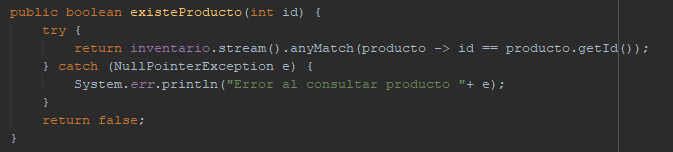 public boolean existeProducto(int id) {
    try {
        return inventario.stream().anyMatch(producto -> id == producto.getId());
    } catch (NullPointerException e) {
        System.err.println("Error al consultar producto "+ e);
    }
    return false;
}